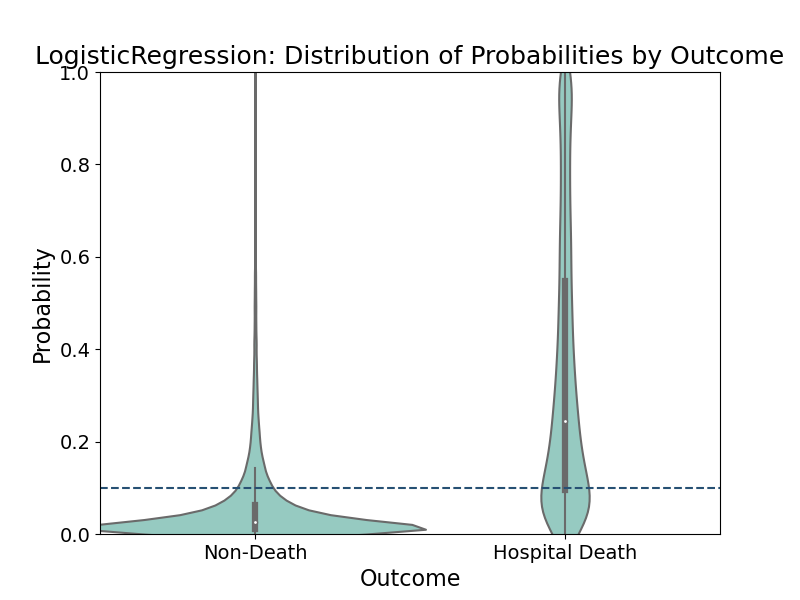 LogisticRegression: Distribution of Probabilities by Outcome
1.0
0.8
0.6
0.4
0.2
0.0
Probability
Non-Death
Hospital Death
Outcome